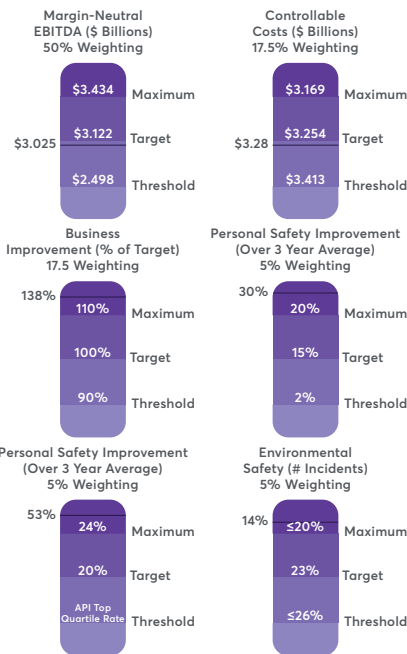 Margin-Neutral
EBITDA ($ Billions)
50% Weighting
$3.434
Maximum
$3.122
Target
$3.025
$2.498
Threshold
Controllable
Costs ($ Billions)
17.5% Weighting
$3.169
Maximum
$3.254
Target
$3.28
$3.413
Threshold
Business
Improvement (% of Target)
17.5 Weighting
138%
110%
Maximum
100%
Target
90%
Threshold
Personal Safety Improvement
(Over 3 Year Average)
5% Weighting
30%
20%
Maximum
15%
Target
2%
Threshold
Personal Safety Improvement
(Over 3 Year Average)
5% Weighting
53%
24%
Maximum
20%
Target
API Top
Quartile Rate
Threshold
Environmental
Safety (# Incidents)
5% Weighting
14%
≤20%
Maximum
23%
Target
≤26%
Threshold